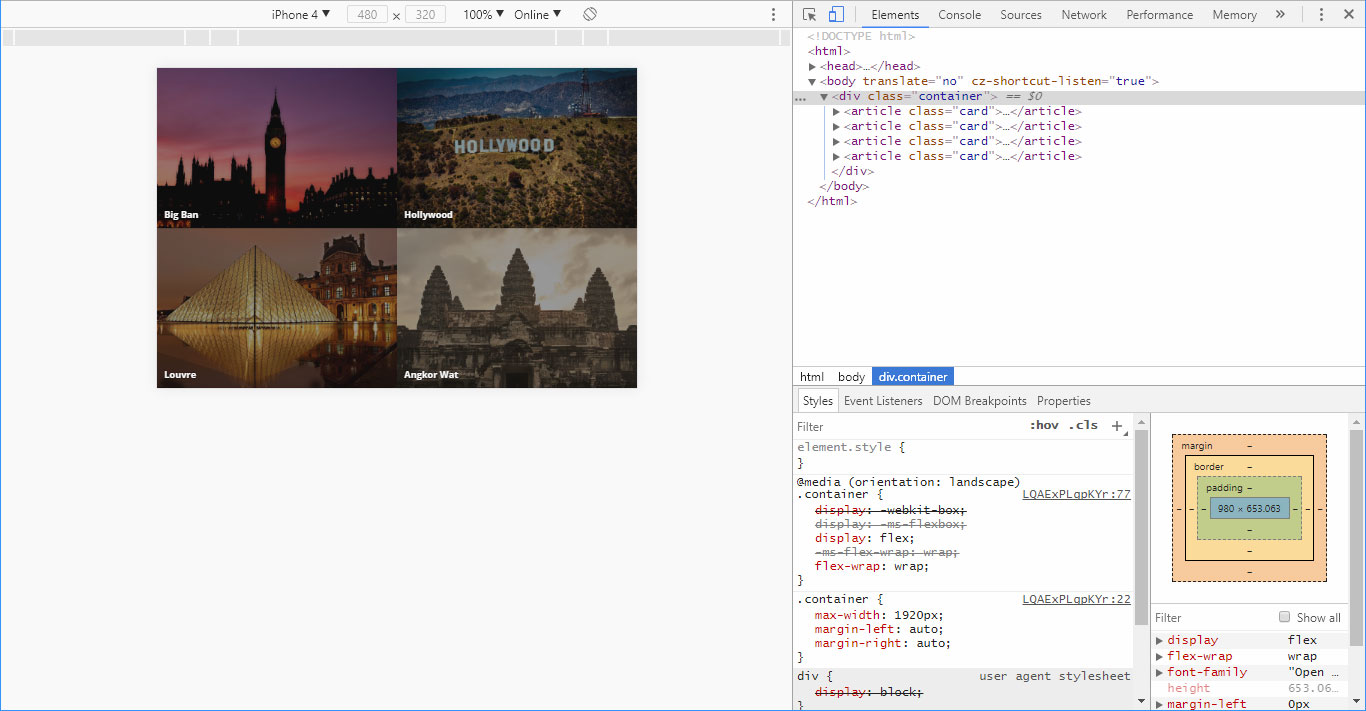 iPhone 4 ▼ 480 × 320 100% ▼ Online ▼
Big Ban
HOLLYWOOD
Hollywood
Louvre
Angkor Wat
Elements Console Sources Network Performance Memory »
<!DOCTYPE html>
<html>
▶<head>…</head>
▼<body translate="no" cz-shortcut-listen="true">
… ▼<div class="container"> == $0
▶<article class="card">…</article>
▶<article class="card">…</article>
▶<article class="card">…</article>
▶<article class="card">…</article>
</div>
</body>
</html>
html body div.container
Styles Event Listeners DOM Breakpoints Properties
Filter :hov .cls +
element.style {
}
@media (orientation: landscape)
.container { LQAExPLqpKYr:77
display: -webkit-box;
display: -ms-flexbox;
display: flex;
-ms-flex-wrap: wrap;
flex-wrap: wrap;
}
.container { LQAExPLqpKYr:22
max-width: 1920px;
margin-left: auto;
margin-right: auto;
}
div { user agent stylesheet
display: block;
}
margin –
border –
padding –
– – – 980 × 653.063 – – –
–
–
–
Filter Show all
▶ display flex
▶ flex-wrap wrap
▶ font-family "Open …
height 653.06…
▶ margin-left 0px